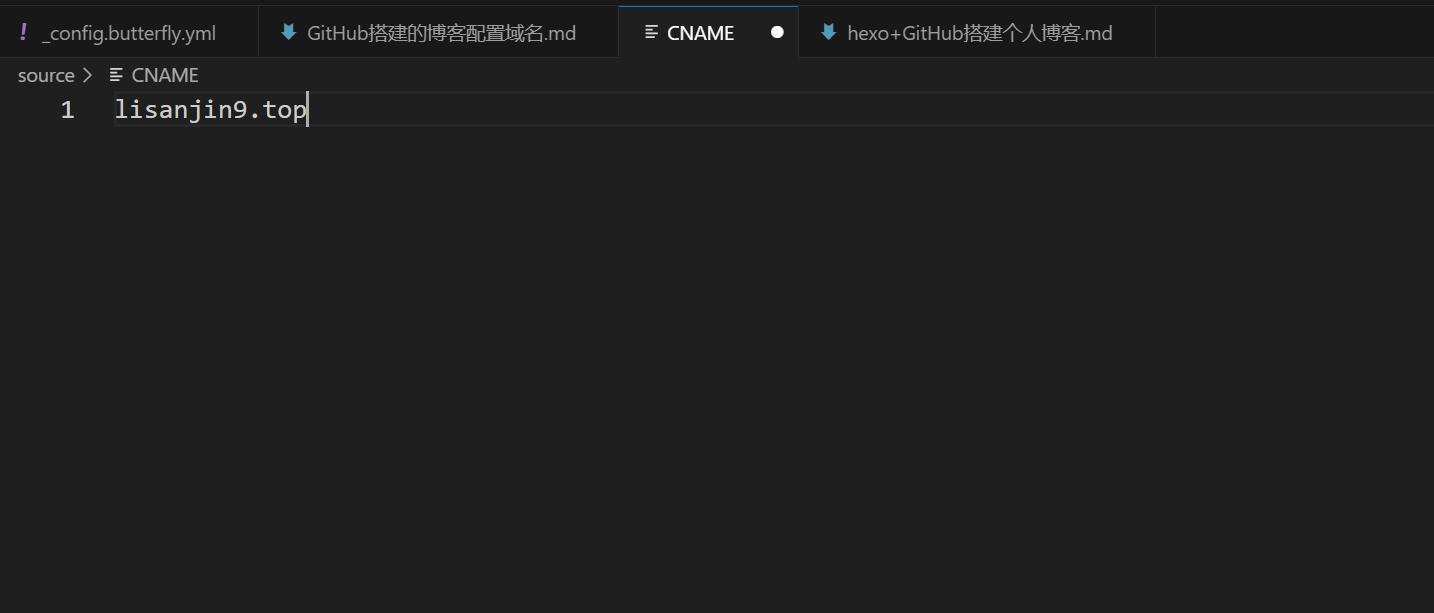 ! _config.butterfly.yml GitHub搭建的博客配置域名.md CNAME hexo+GitHub搭建个人博客.md
source > CNAME
1 lisanjin9.top